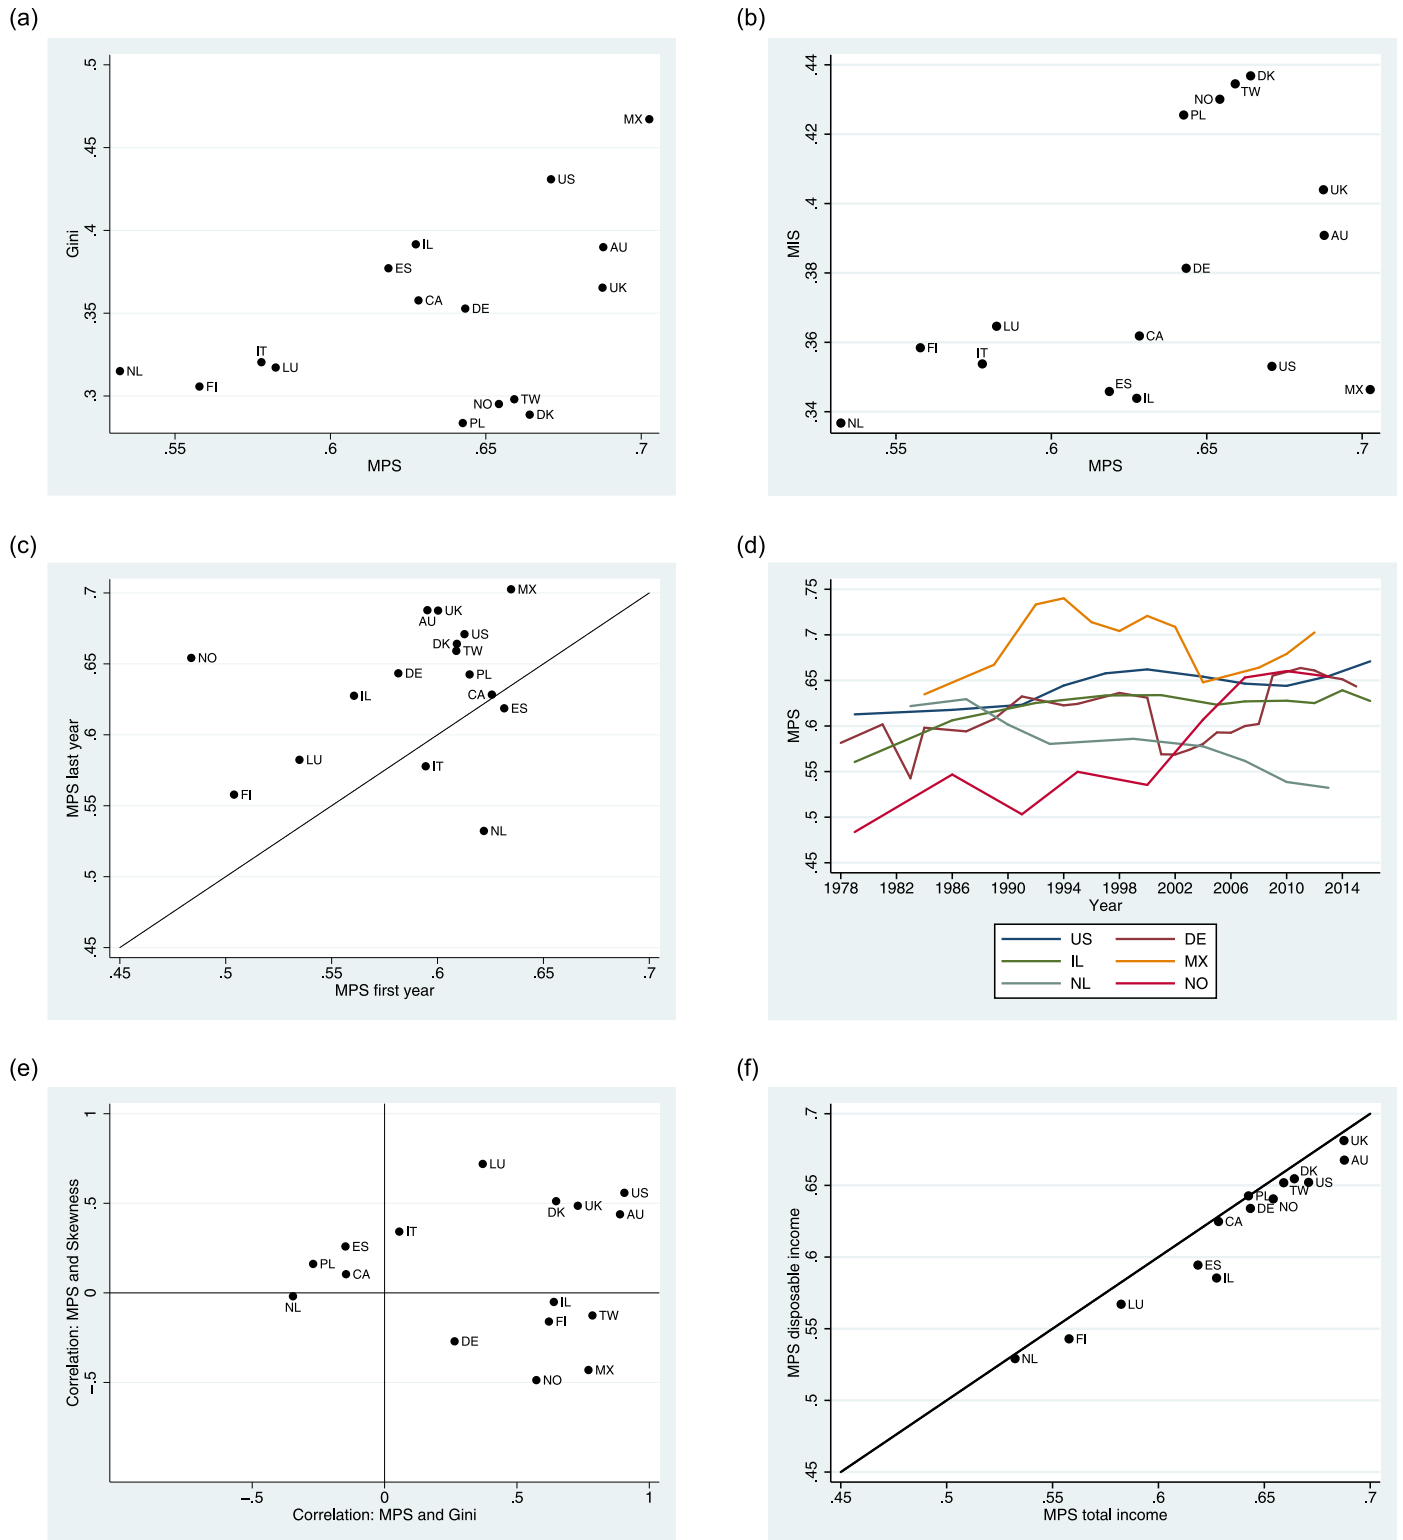 (a)
.5
.45
.4
.35
.3
Gini
MX
US
IL
AU
ES
UK
CA
DE
IT
LU
NL
FI
TW
NO
DK
PL
.55
.6
.65
.7
MPS
(b)
.44
.42
.4
.38
.36
.34
MIS
DK
TW
NO
PL
UK
AU
DE
LU
CA
FI
IT
US
ES
IL
MX
NL
.55
.6
.65
.7
MPS
(c)
.7
.65
.6
.55
.5
.45
MPS last year
MX
AU
UK
US
DK
TW
NO
DE
PL
IL
CA
ES
LU
IT
FI
NL
.45
.5
.55
.6
.65
.7
MPS first year
(d)
.75
.7
.65
.6
.55
.5
.45
MPS
1978
1982
1986
1990
1994
1998
2002
2006
2010
2014
Year
US
DE
IL
MX
NL
NO
(e)
1
.5
0
−.5
Correlation: MPS and Skewness
LU
US
DK
UK
AU
IT
ES
PL
CA
NL
IL
TW
FI
DE
MX
NO
−.5
0
.5
1
Correlation: MPS and Gini
(f)
.7
.65
.6
.55
.5
.45
MPS disposable income
UK
AU
DK
TW
US
PL
NO
DE
CA
ES
IL
LU
FI
NL
.45
.5
.55
.6
.65
.7
MPS total income